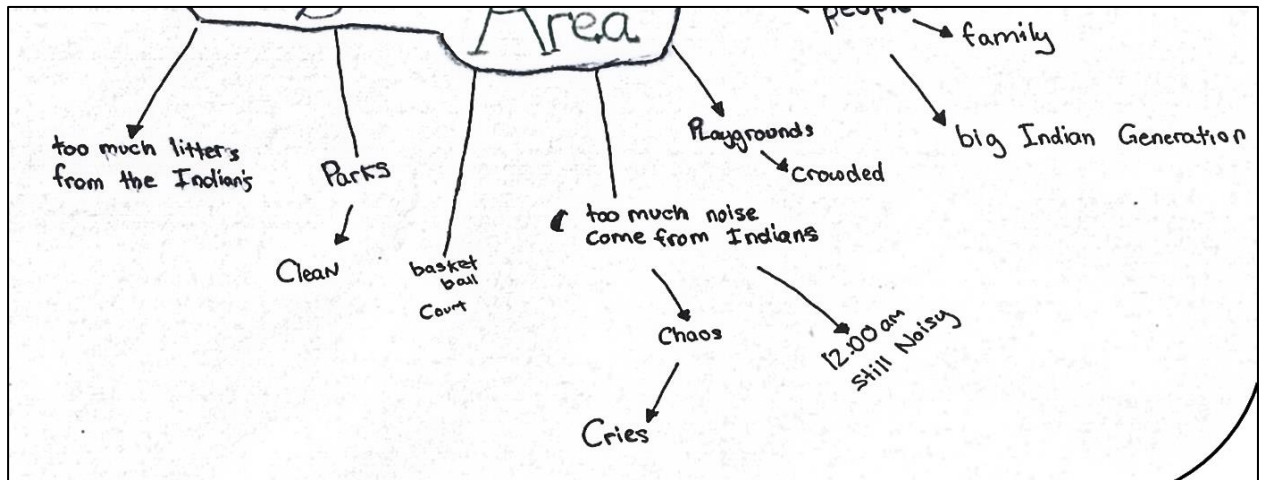 Area
people
family
big Indian Generation
too much litters
from the Indian's
Parks
Clean
basket
ball
Court
too much noise
come from Indians
Chaos
Cries
12.00 am
Still Noisy
Playgrounds
Crowded